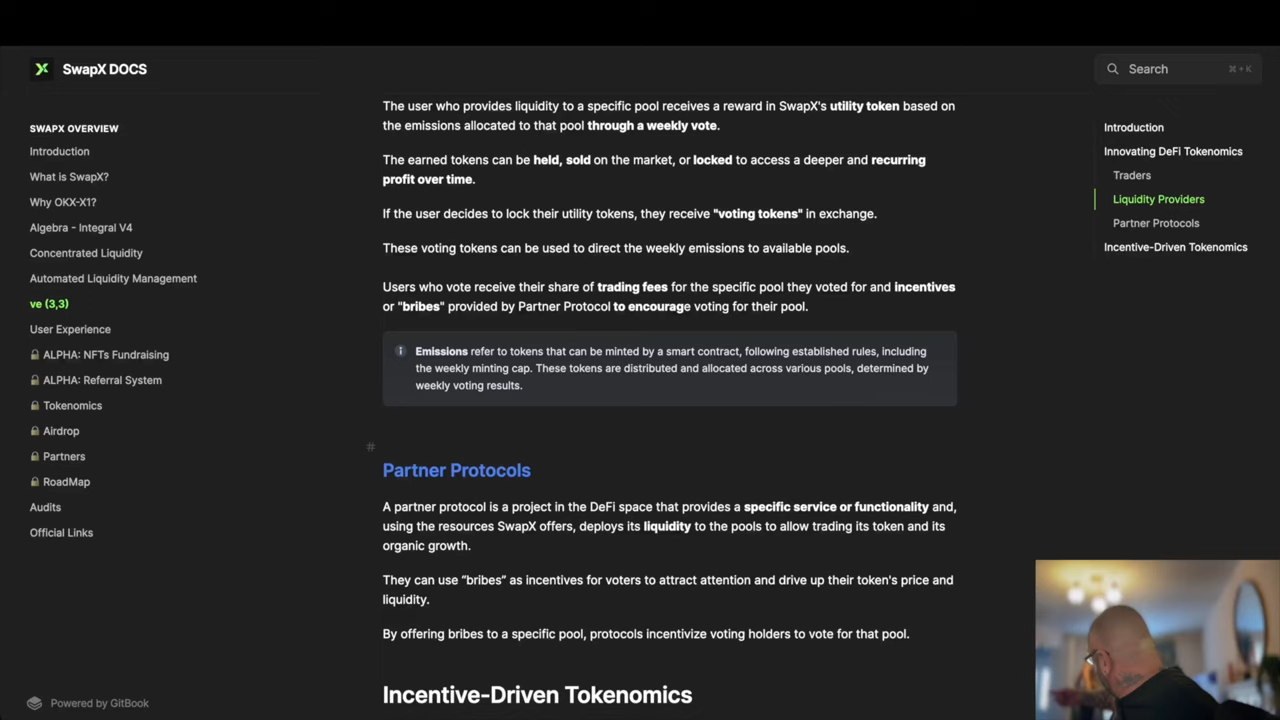 SwapX DOCS
Search
⌘ + K
SWAPX OVERVIEW
Introduction
What is SwapX?
Why OKX-X1?
Algebra - Integral V4
Concentrated Liquidity
Automated Liquidity Management
ve (3,3)
User Experience
ALPHA: NFTs Fundraising
ALPHA: Referral System
Tokenomics
Airdrop
Partners
RoadMap
Audits
Official Links
Powered by GitBook
The user who provides liquidity to a specific pool receives a reward in SwapX's utility token based on
the emissions allocated to that pool through a weekly vote.
The earned tokens can be held, sold on the market, or locked to access a deeper and recurring
profit over time.
If the user decides to lock their utility tokens, they receive "voting tokens" in exchange.
These voting tokens can be used to direct the weekly emissions to available pools.
Users who vote receive their share of trading fees for the specific pool they voted for and incentives
or "bribes" provided by Partner Protocol to encourage voting for their pool.
Emissions refer to tokens that can be minted by a smart contract, following established rules, including
the weekly minting cap. These tokens are distributed and allocated across various pools, determined by
weekly voting results.
#
Partner Protocols
A partner protocol is a project in the DeFi space that provides a specific service or functionality and,
using the resources SwapX offers, deploys its liquidity to the pools to allow trading its token and its
organic growth.
They can use “bribes” as incentives for voters to attract attention and drive up their token's price and
liquidity.
By offering bribes to a specific pool, protocols incentivize voting holders to vote for that pool.
Incentive-Driven Tokenomics
Introduction
Innovating DeFi Tokenomics
Traders
Liquidity Providers
Partner Protocols
Incentive-Driven Tokenomics